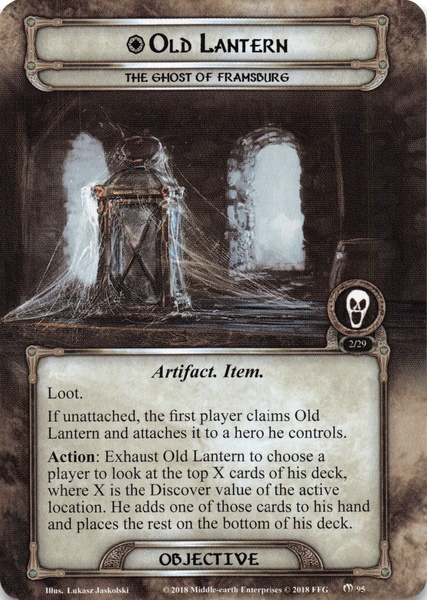 Old Lantern
The Ghost of Framsburg
2/29
Artifact. Item.
Loot.
If unattached, the first player claims Old
Lantern and attaches it to a hero he controls.
Action: Exhaust Old Lantern to choose a
player to look at the top X cards of his deck,
where X is the Discover value of the active
location. He adds one of those cards to his hand
and places the rest on the bottom of his deck.
OBJECTIVE
Illus. Lukasz Jaskolski © 2018 Middle-earth Enterprises © 2018 FFG 95